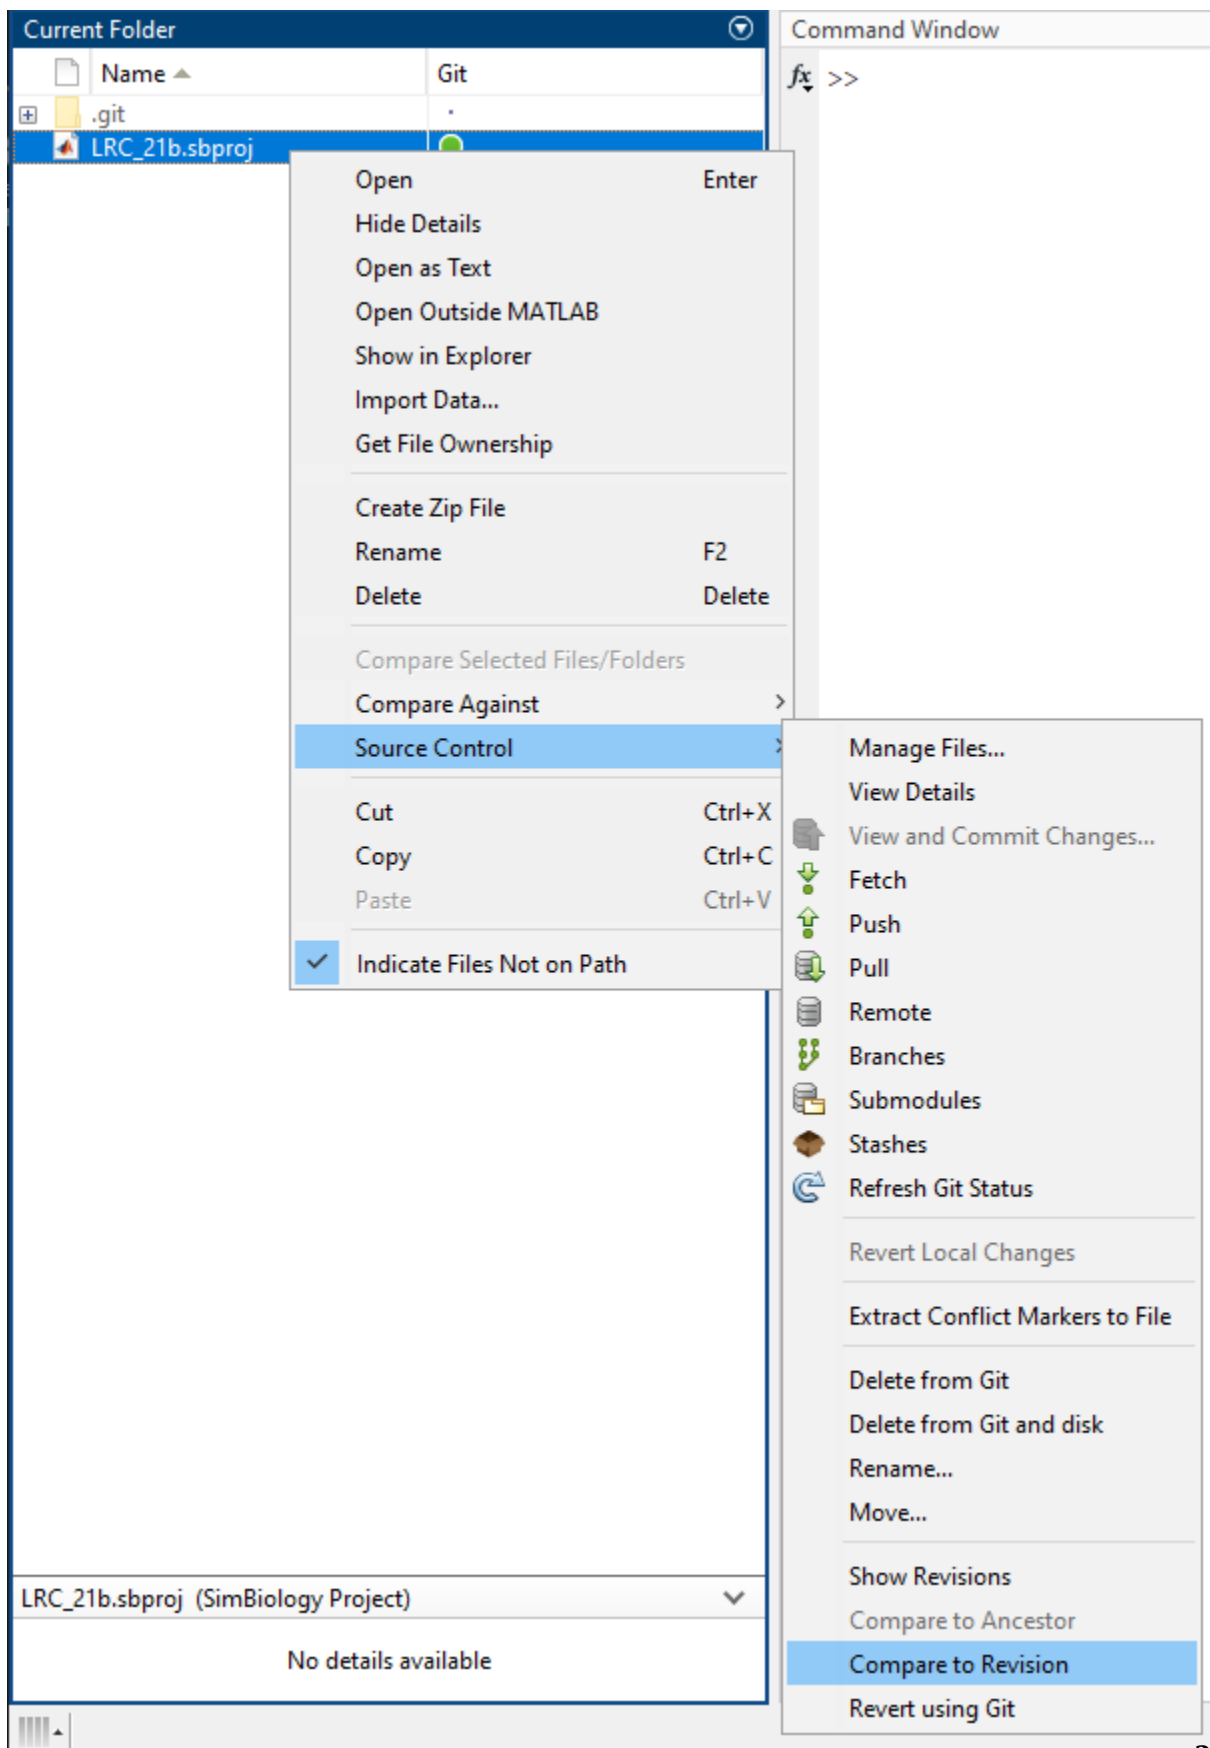 Current Folder
Command Window
Name
Git
fx >>
.git
LRC_21b.sbproj
Open Enter
Hide Details
Open as Text
Open Outside MATLAB
Show in Explorer
Import Data...
Get File Ownership
Create Zip File
Rename F2
Delete Delete
Compare Selected Files/Folders
Compare Against
Source Control
Cut Ctrl+X
Copy Ctrl+C
Paste Ctrl+V
Indicate Files Not on Path
Manage Files...
View Details
View and Commit Changes...
Fetch
Push
Pull
Remote
Branches
Submodules
Stashes
Refresh Git Status
Revert Local Changes
Extract Conflict Markers to File
Delete from Git
Delete from Git and disk
Rename...
Move...
Show Revisions
Compare to Ancestor
Compare to Revision
Revert using Git
LRC_21b.sbproj (SimBiology Project)
No details available